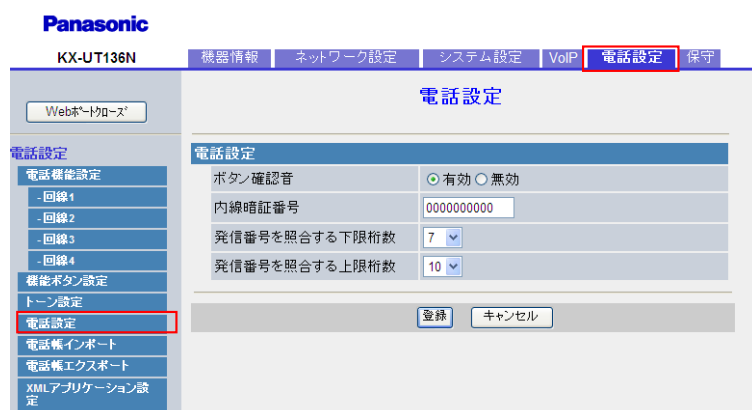 Panasonic
KX-UT136N
機器情報 ネットワーク設定 システム設定 VoIP 電話設定 保守
Webﾎﾟｰﾄｸﾛｰｽﾞ
電話設定
電話設定
電話機能設定
-回線1
-回線2
-回線3
-回線4
機能ボタン設定
トーン設定
電話設定
電話帳インポート
電話帳エクスポート
XMLアプリケーション設
定
電話設定
ボタン確認音 有効 無効
内線暗証番号 0000000000
発信番号を照合する下限桁数 7
発信番号を照合する上限桁数 10
登録 キャンセル